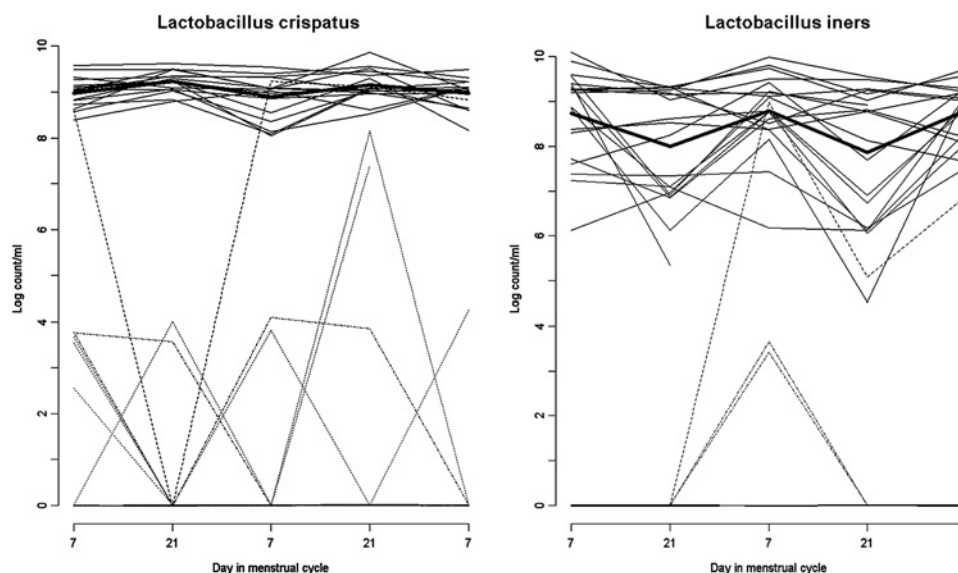 Lactobacillus crispatus
10
8
6
4
2
0
Log count/ml
7 21 7 21 7
Day in menstrual cycle
Lactobacillus iners
10
8
6
4
2
0
Log count/ml
7 21 7 21 7
Day in menstrual cycle